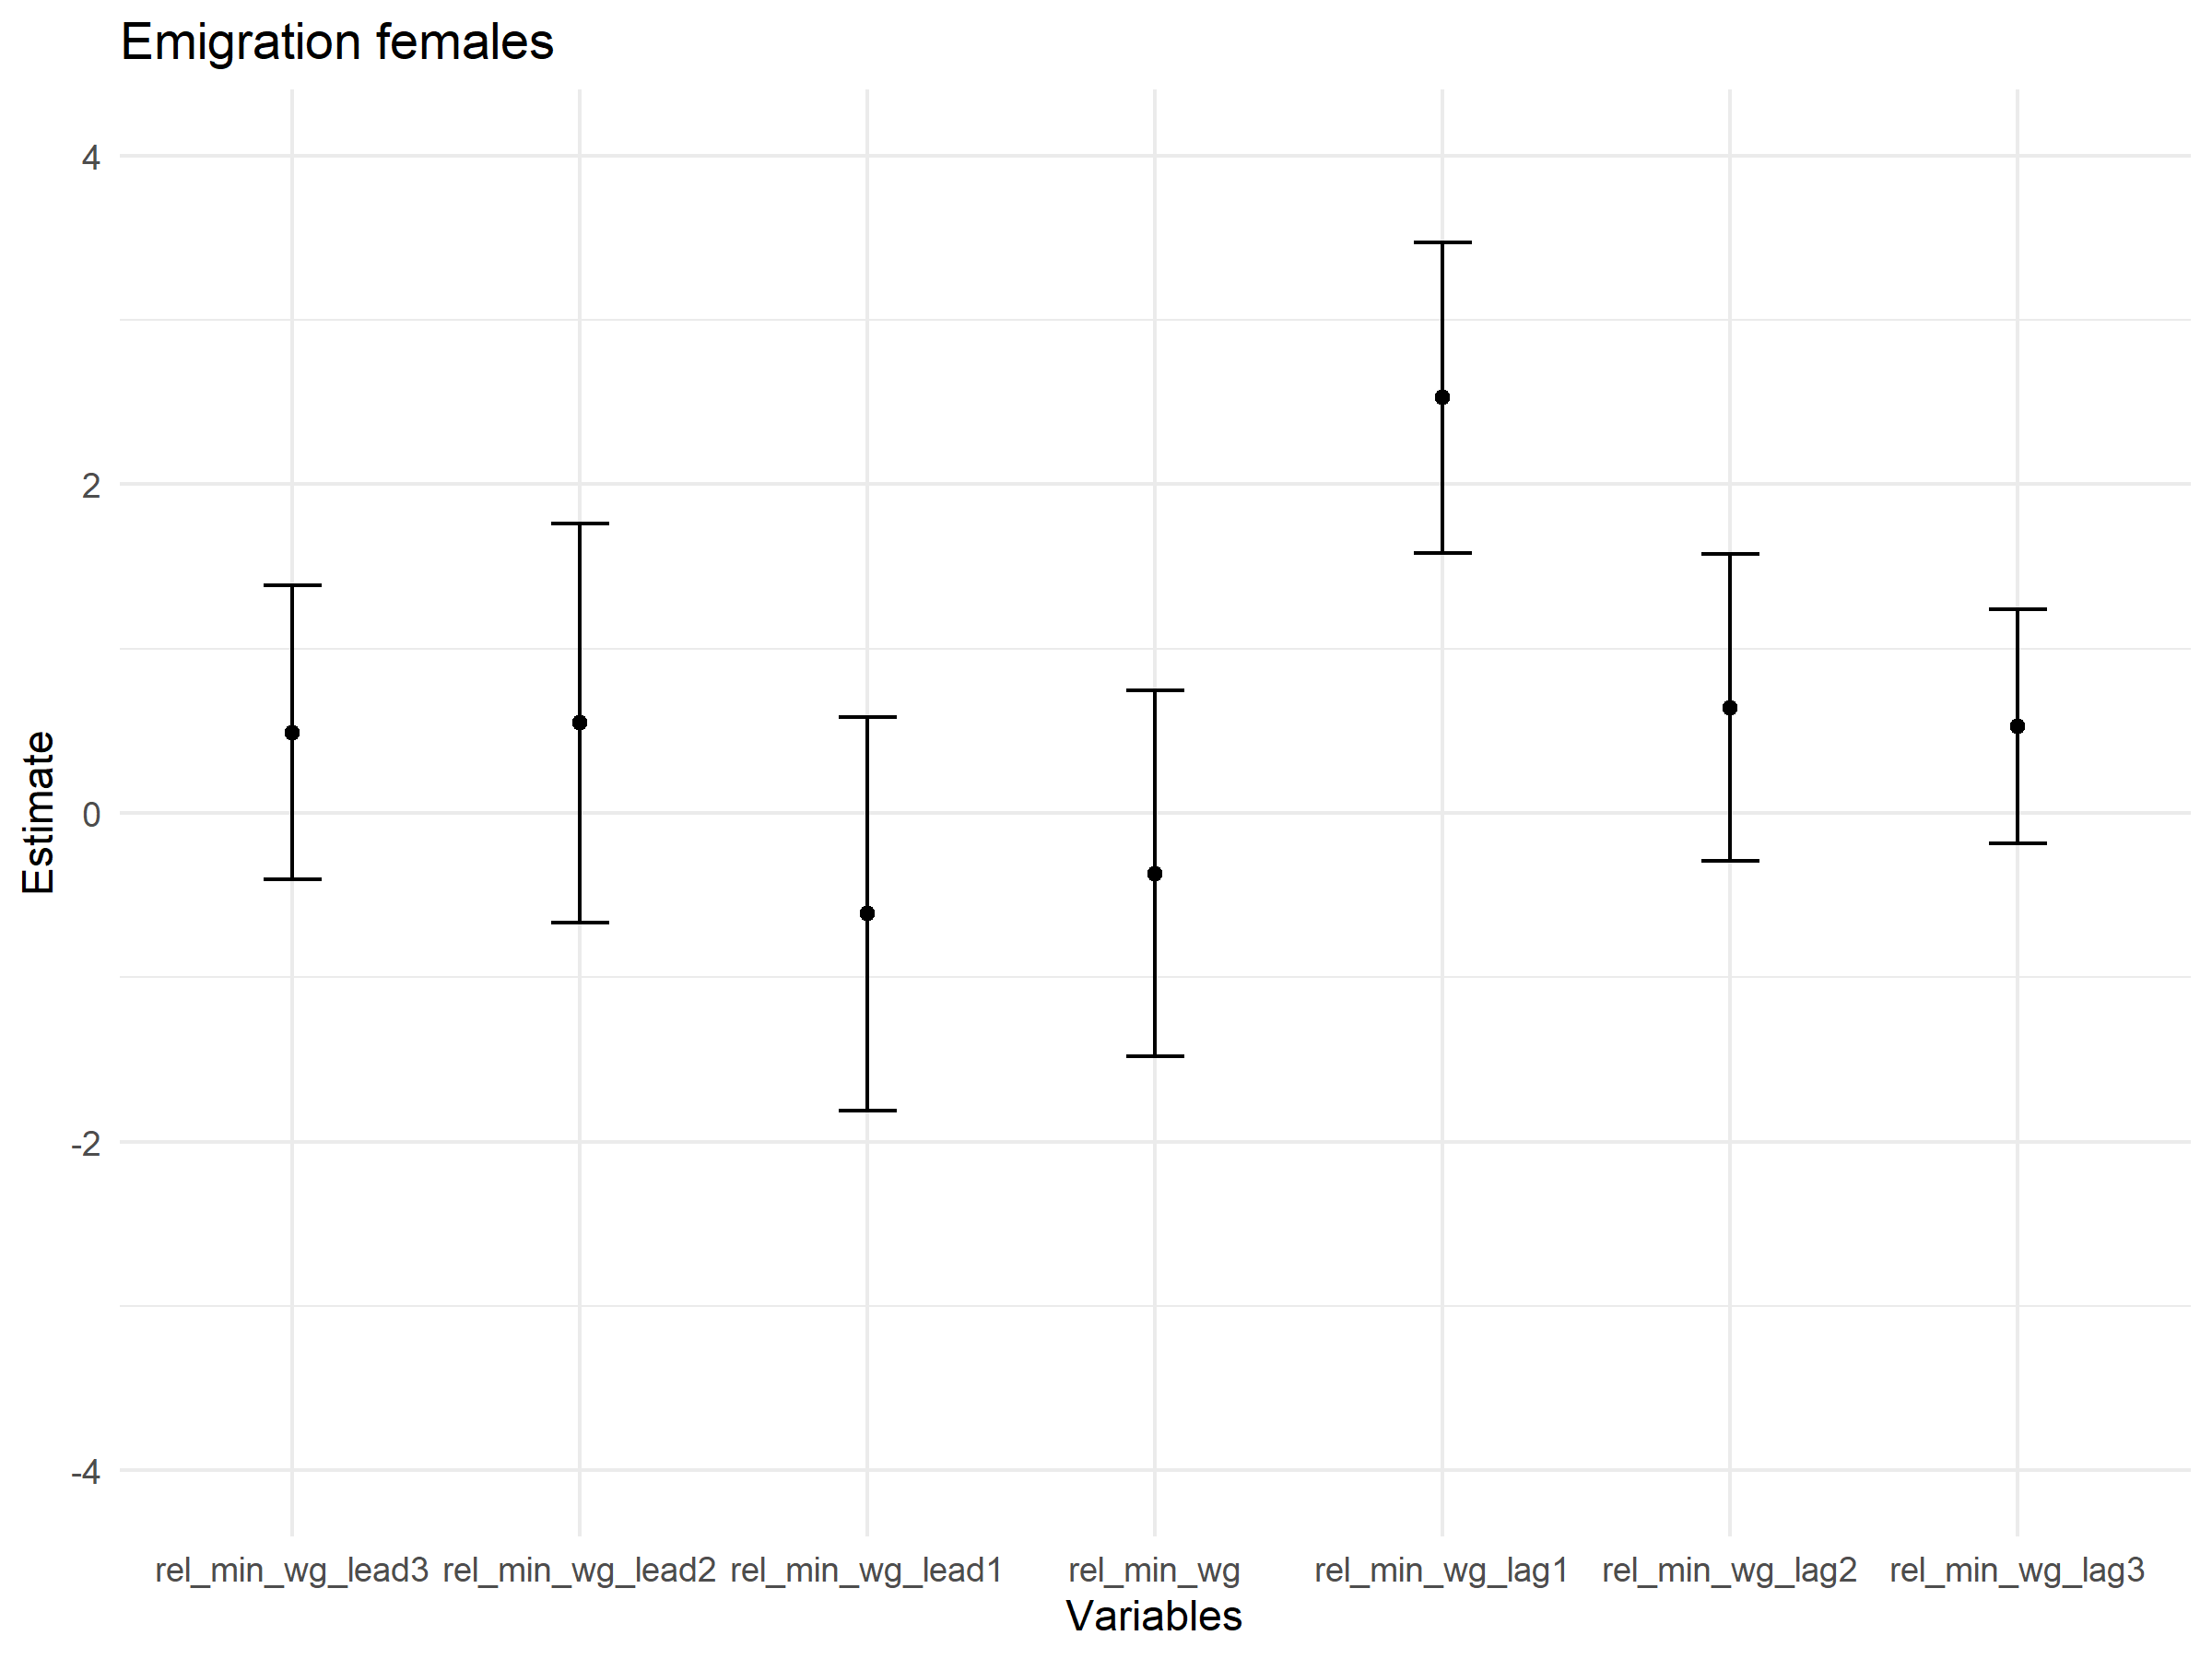 Emigration females
4
2
0
-2
-4
Estimate
rel_min_wg_lead3 rel_min_wg_lead2 rel_min_wg_lead1 rel_min_wg rel_min_wg_lag1 rel_min_wg_lag2 rel_min_wg_lag3
Variables